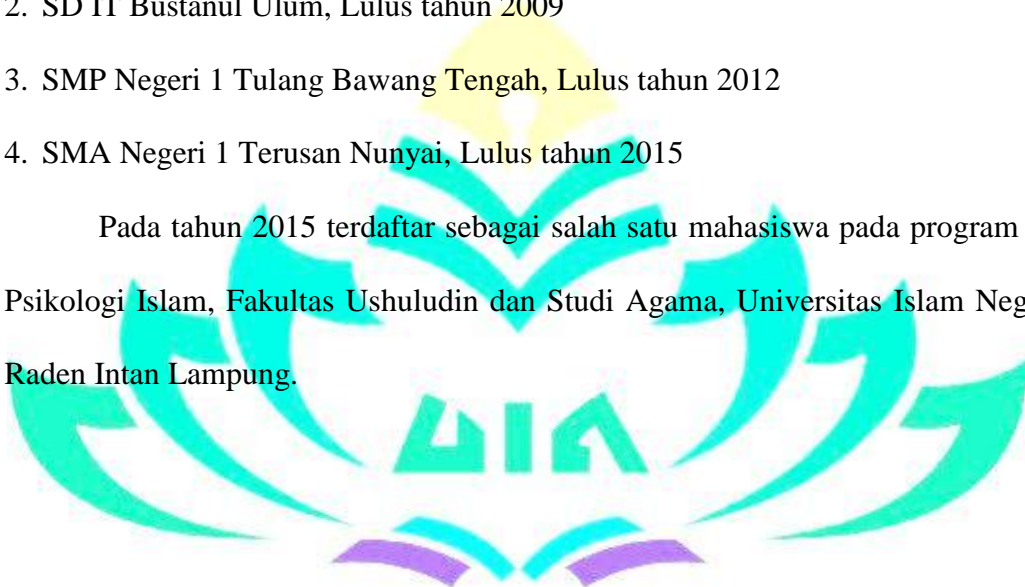 2. SD IT Bustanul Ulum, Lulus tahun 2009
3. SMP Negeri 1 Tulang Bawang Tengah, Lulus tahun 2012
4. SMA Negeri 1 Terusan Nunyai, Lulus tahun 2015
Pada tahun 2015 terdaftar sebagai salah satu mahasiswa pada program
Psikologi Islam, Fakultas Ushuludin dan Studi Agama, Universitas Islam Neg
Raden Intan Lampung.
UIN